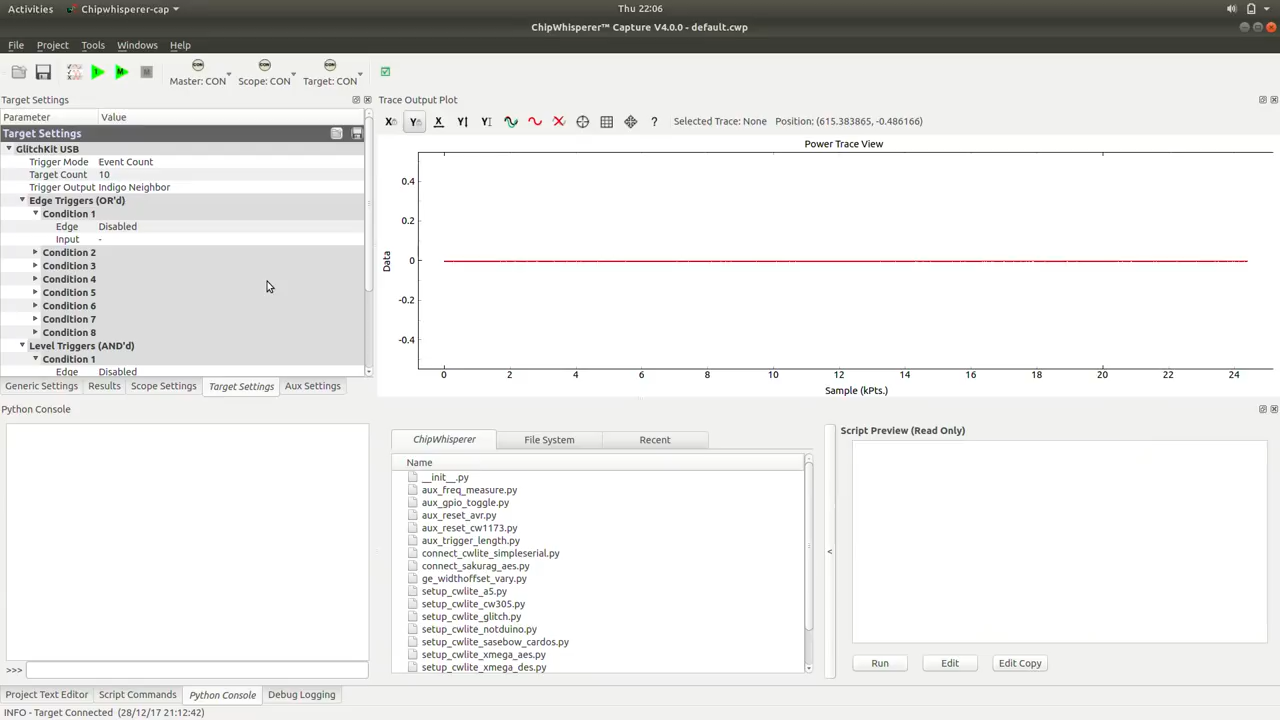 Activities
Chipwhisperer-cap
Thu 22:06
ChipWhisperer™ Capture V4.0.0 - default.cwp
File Project Tools Windows Help
CON CON CON
Master: CON Scope: CON Target: CON
Target Settings
Parameter Value
Target Settings
GlitchKit USB
Trigger Mode Event Count
Target Count 10
Trigger Output Indigo Neighbor
Edge Triggers (OR'd)
Condition 1
Edge Disabled
Input -
Condition 2
Condition 3
Condition 4
Condition 5
Condition 6
Condition 7
Condition 8
Level Triggers (AND'd)
Condition 1
Edge Disabled
Generic Settings Results Scope Settings Target Settings Aux Settings
Trace Output Plot
Selected Trace: None Position: (615.383865, -0.486166)
Power Trace View
Data
0.4
0.2
0
-0.2
-0.4
0 2 4 6 8 10 12 14 16 18 20 22 24
Sample (kPts.)
Python Console
>>>
ChipWhisperer File System Recent
Name
__init__.py
aux_freq_measure.py
aux_gpio_toggle.py
aux_reset_avr.py
aux_reset_cw1173.py
aux_trigger_length.py
connect_cwlite_simpleserial.py
connect_sakurag_aes.py
ge_widthoffset_vary.py
setup_cwlite_a5.py
setup_cwlite_cw305.py
setup_cwlite_glitch.py
setup_cwlite_notduino.py
setup_cwlite_sasebow_cardos.py
setup_cwlite_xmega_aes.py
setup_cwlite_xmega_des.py
<
Script Preview (Read Only)
Run Edit Edit Copy
Project Text Editor Script Commands Python Console Debug Logging
INFO - Target Connected (28/12/17 21:12:42)